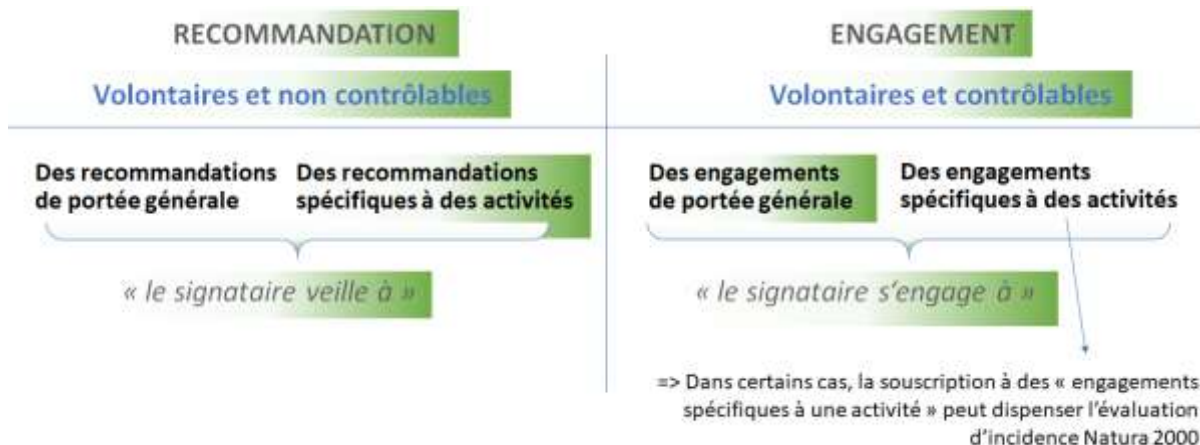 RECOMMANDATION
Volontaires et non contrôlables
Des recommandations
de portée générale
Des recommandations
spécifiques à des activités
« le signataire veille à »
ENGAGEMENT
Volontaires et contrôlables
Des engagements
de portée générale
Des engagements
spécifiques à des activités
« le signataire s'engage à »
=> Dans certains cas, la souscription à des « engagements
spécifiques à une activité » peut dispenser l'évaluation
d'incidence Natura 2000